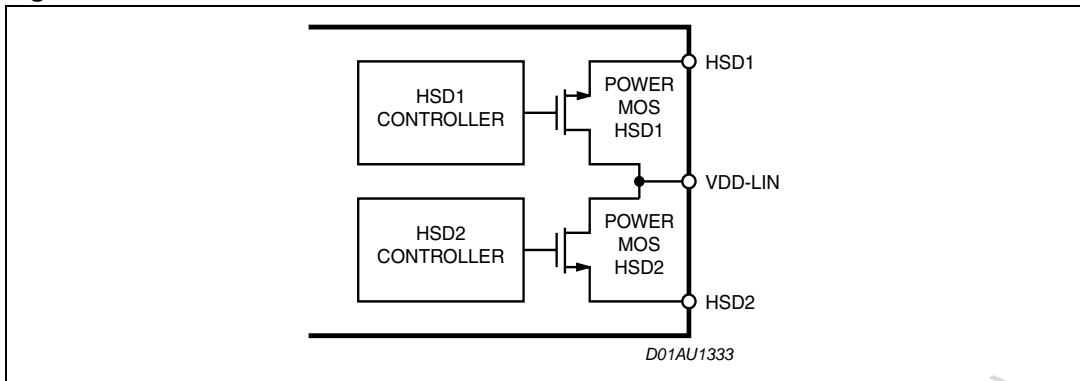 HSD1
CONTROLLER
POWER
MOS
HSD1
HSD1
VDD-LIN
HSD2
CONTROLLER
POWER
MOS
HSD2
HSD2
D01AU1333